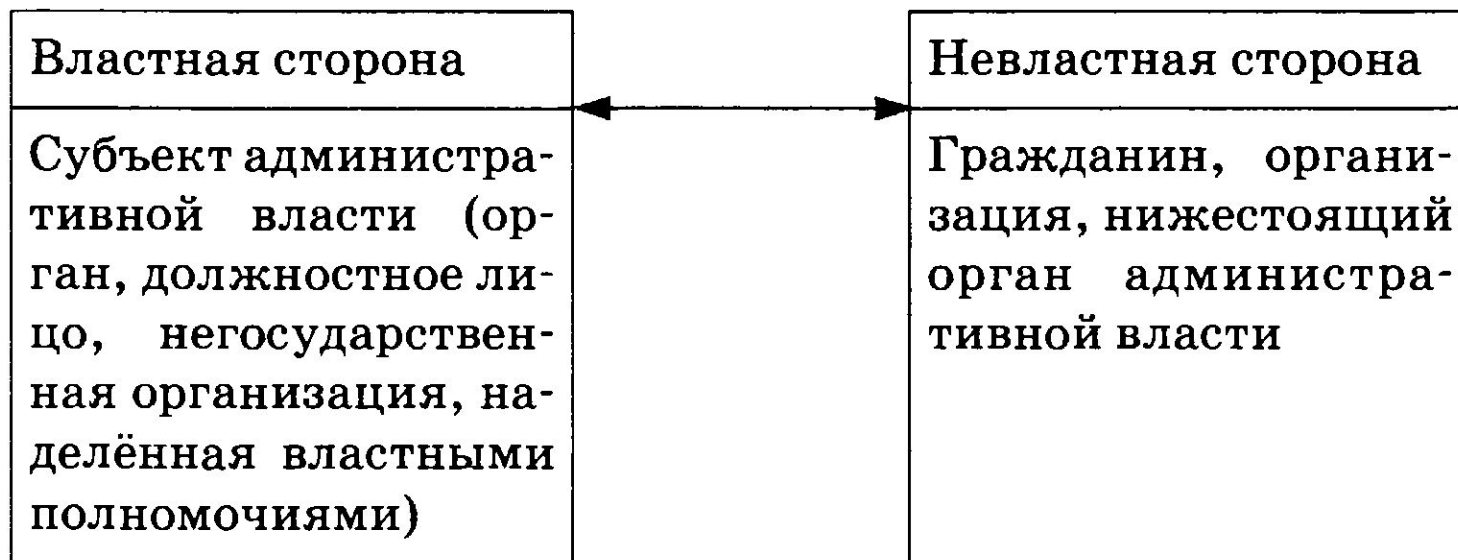 Властная сторона
Субъект администра-
тивной власти (ор-
ган, должностное ли-
цо, негосударствен-
ная организация, на-
делённая властными
полномочиями)
Невластная сторона
Гражданин, органи-
зация, нижестоящий
орган администра-
тивной власти